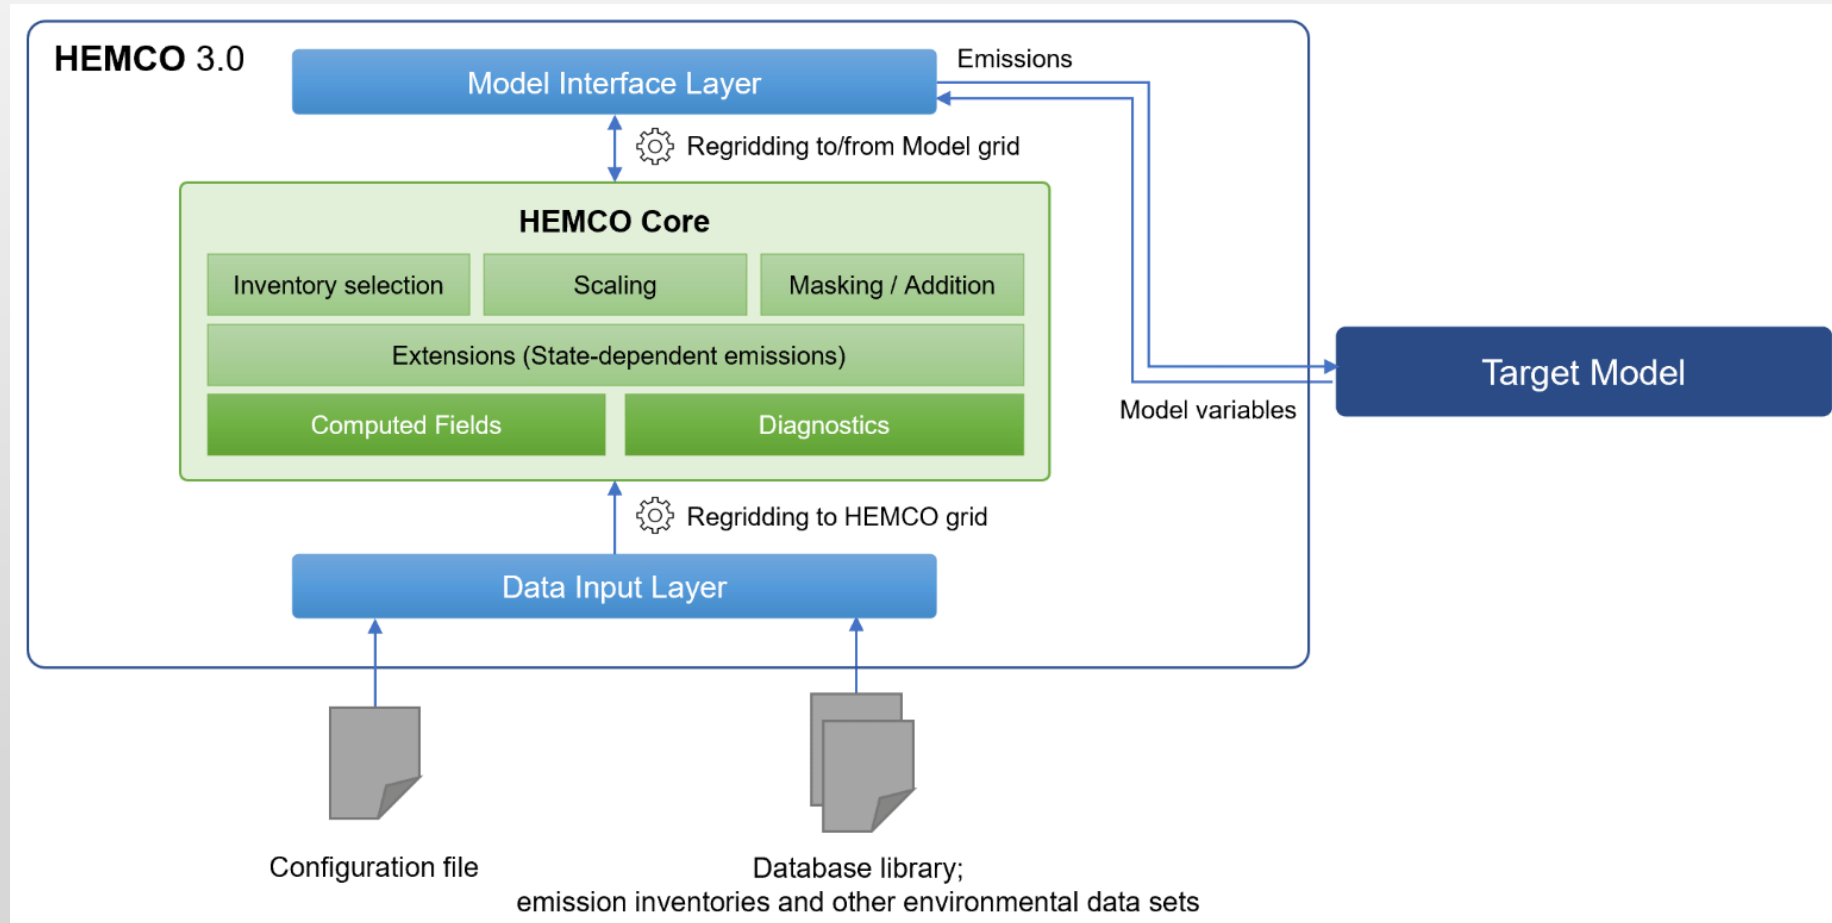 HEMCO 3.0
Model Interface Layer
Emissions
Regridding to/from Model grid
HEMCO Core
Inventory selection
Scaling
Masking / Addition
Extensions (State-dependent emissions)
Computed Fields
Diagnostics
Target Model
Model variables
Regridding to HEMCO grid
Data Input Layer
Configuration file
Database library;
emission inventories and other environmental data sets